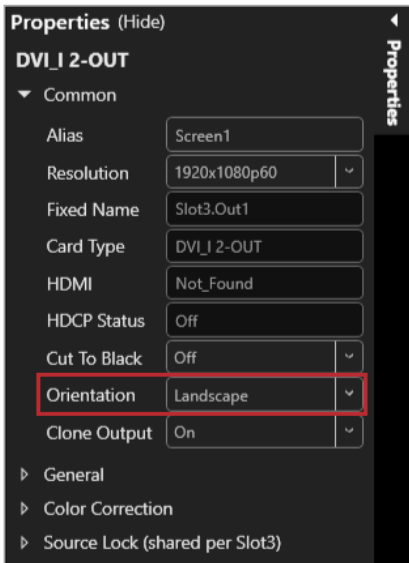 Properties (Hide)
Properties
DVI_I 2-OUT
Common
Alias Screen1
Resolution 1920x1080p60
Fixed Name Slot3.Out1
Card Type DVI_I 2-OUT
HDMI Not_Found
HDCP Status Off
Cut To Black Off
Orientation Landscape
Clone Output On
General
Color Correction
Source Lock (shared per Slot3)